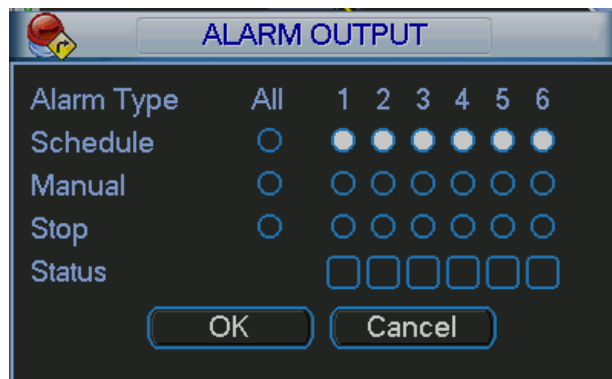 ALARM OUTPUT
Alarm Type All 1 2 3 4 5 6
Schedule
Manual
Stop
Status
OK Cancel